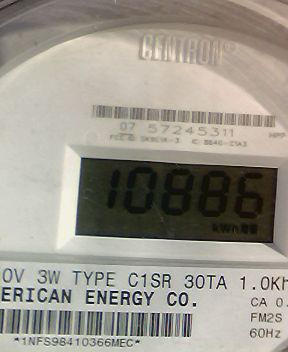 CENTRON®
07 57245311
10886
kWh
0V 3W TYPE C1SR 30TA 1.0Kh
ERICAN ENERGY CO.
CA 0.
FM2S
60Hz
*1NFS98410366MEC*